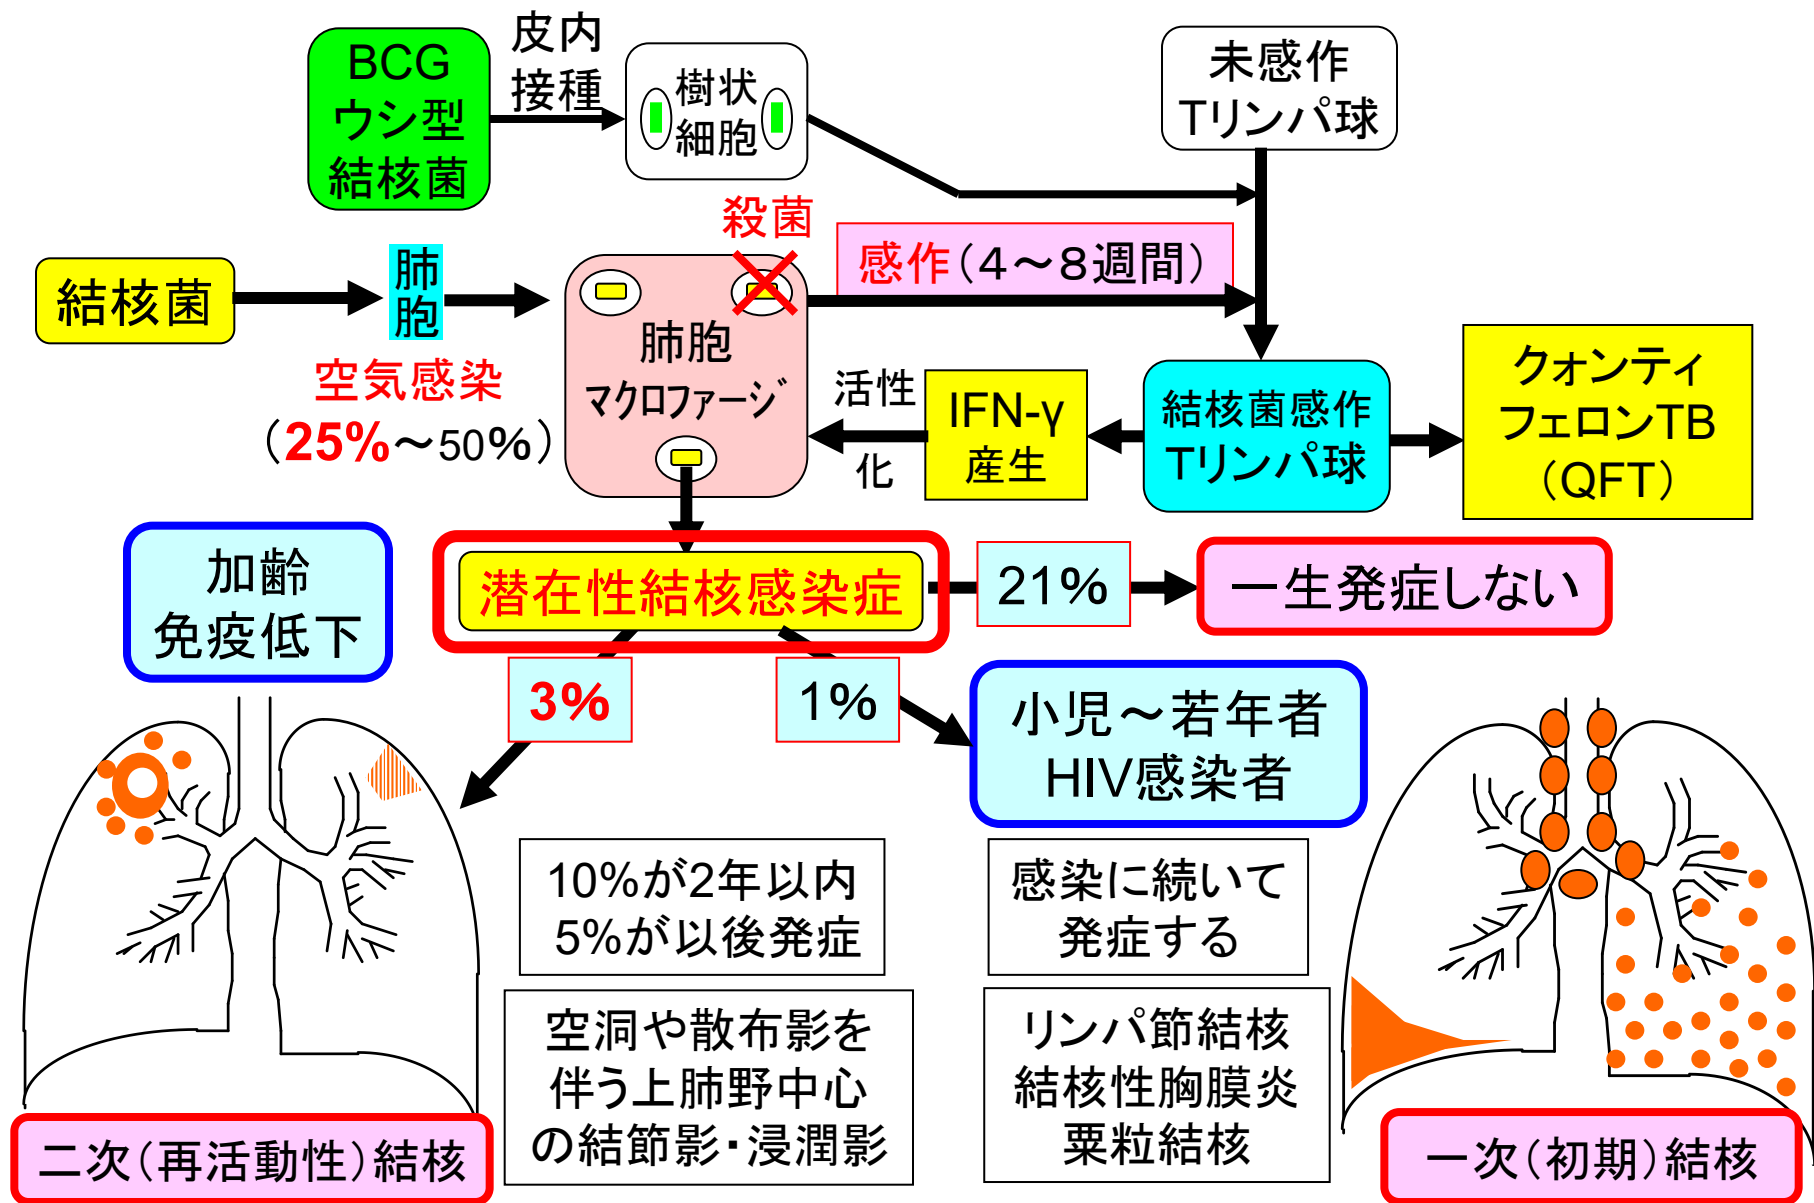 BCG
ウシ型
結核菌
皮内
接種
樹状
細胞
未感作
Tリンパ球
殺菌
感作(4～8週間)
結核菌
肺
胞
空気感染
(25%～50%)
肺胞
マクロファージ
活性
化
IFN-γ
産生
結核菌感作
Tリンパ球
クォンティ
フェロンTB
(QFT)
加齢
免疫低下
潜在性結核感染症
21%
一生発症しない
3%
1%
小児～若年者
HIV感染者
10%が2年以内
5%が以後発症
感染に続いて
発症する
空洞や散布影を
伴う上肺野中心
の結節影・浸潤影
リンパ節結核
結核性胸膜炎
粟粒結核
二次(再活動性)結核
一次(初期)結核